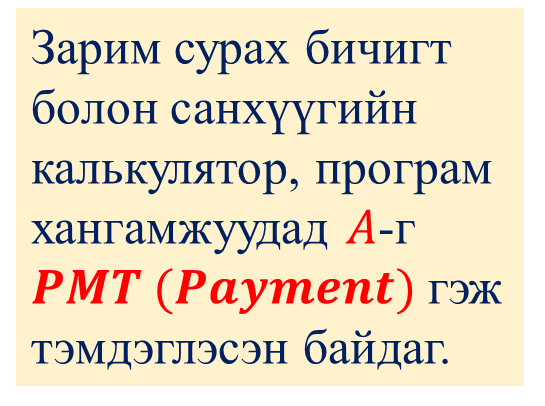 Зарим сурах бичигт
болон санхүүгийн
калькулятор, програм
хангамжуудад A-г
PMT (Payment) гэж
тэмдэглэсэн байдаг.